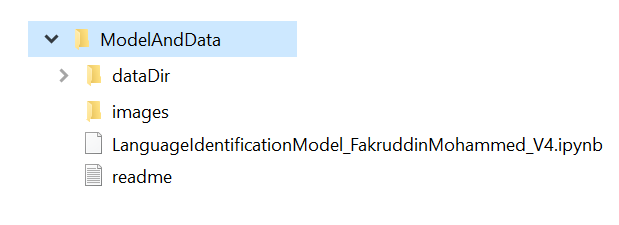 ModelAndData
dataDir
images
LanguageIdentificationModel_FakruddinMohammed_V4.ipynb
readme